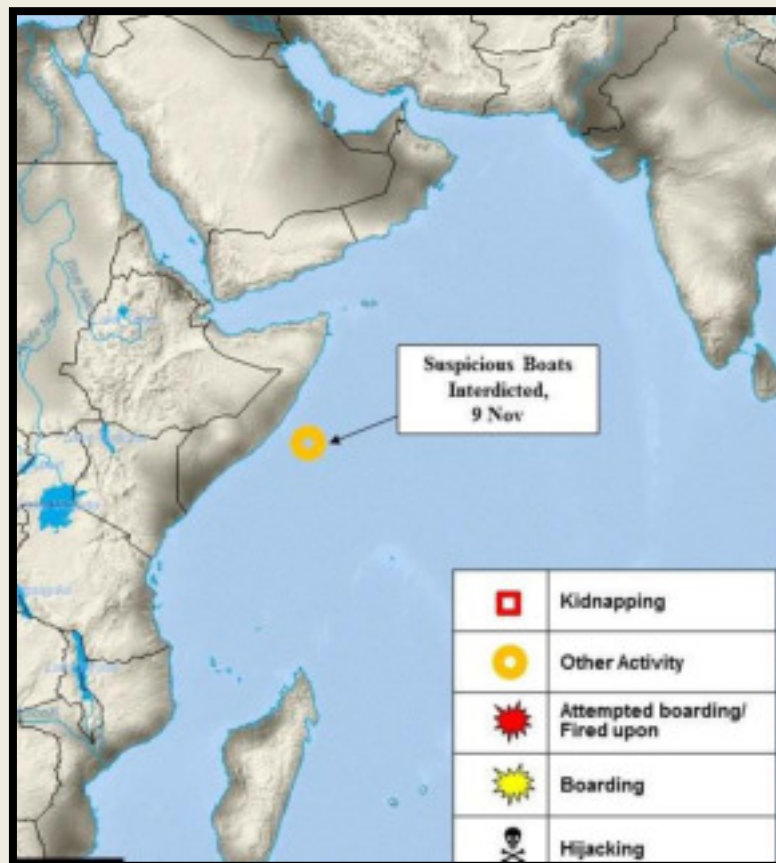 Suspicious Boats
Interdicted,
9 Nov
Kidnapping
Other Activity
Attempted boarding/
Fired upon
Boarding
Hijacking